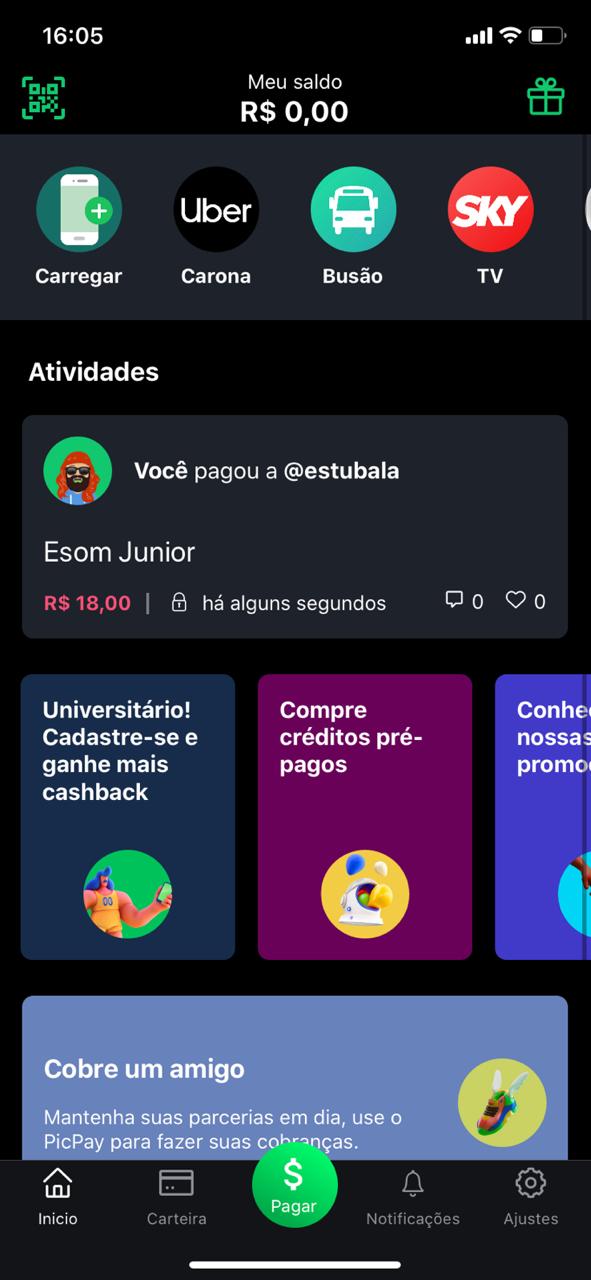 16:05
Meu saldo
R$ 0,00
Uber
SKY
Carregar
Carona
Busão
TV
Atividades
Você pagou a @estubala
Esom Junior
R$ 18,00 | há alguns segundos 0 0
Universitário!
Cadastre-se e
ganhe mais
cashback
Compre
créditos pré-
pagos
Conhe
nossas
promo
Cobre um amigo
Mantenha suas parcerias em dia, use o
PicPay para fazer suas cobranças.
$
Inicio
Carteira
Pagar
Notificações
Ajustes